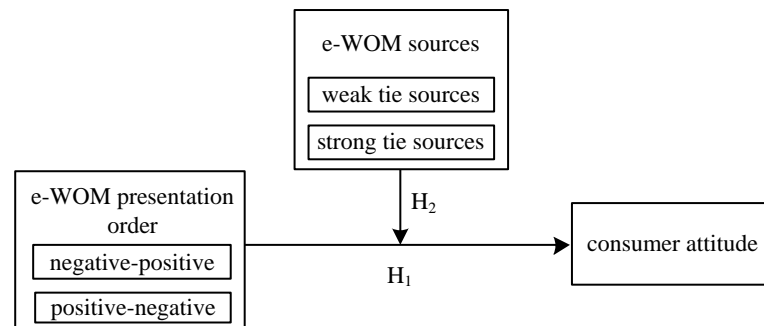 e-WOM sources
weak tie sources
strong tie sources
e-WOM presentation
order
negative-positive
positive-negative
H2
H1
consumer attitude